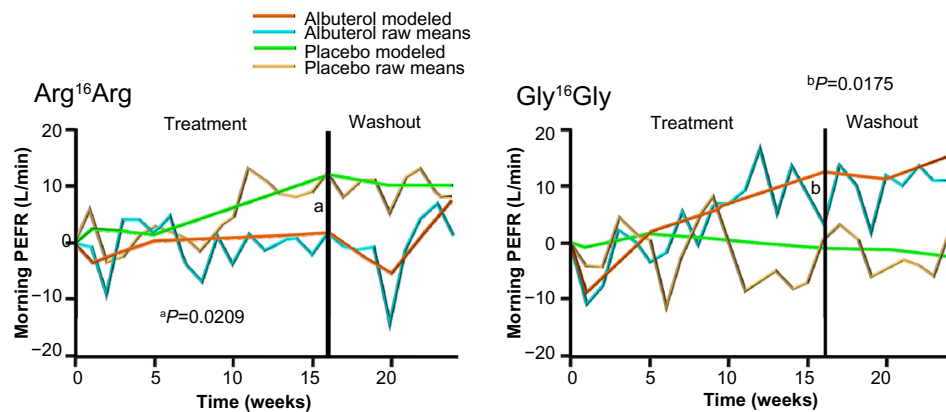 Albuterol modeled
Albuterol raw means
Placebo modeled
Placebo raw means
Arg¹⁶Arg
Treatment
Washout
Morning PEFR (L/min)
20
10
0
−10
−20
a
ᵃP=0.0209
0
5
10
15
20
Time (weeks)
Gly¹⁶Gly
ᵇP=0.0175
Treatment
Washout
Morning PEFR (L/min)
20
10
0
−10
−20
b
0
5
10
15
20
Time (weeks)